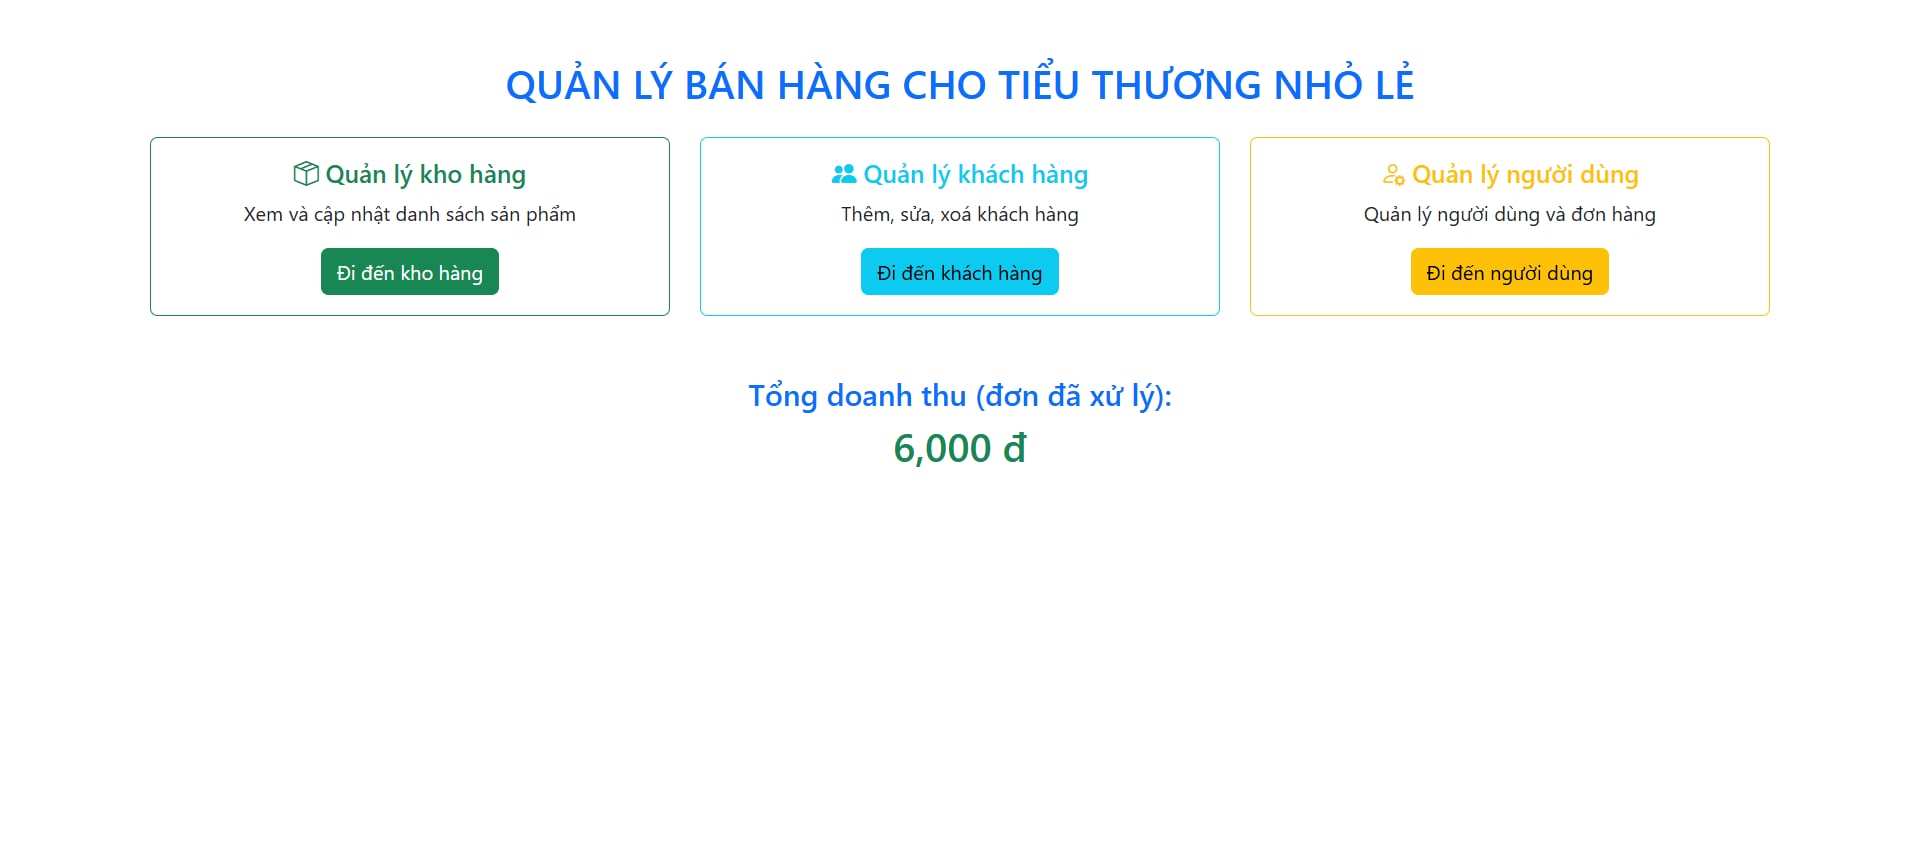 QUẢN LÝ BÁN HÀNG CHO TIỂU THƯƠNG NHỎ LẺ
Quản lý kho hàng
Xem và cập nhật danh sách sản phẩm
Đi đến kho hàng
Quản lý khách hàng
Thêm, sửa, xoá khách hàng
Đi đến khách hàng
Quản lý người dùng
Quản lý người dùng và đơn hàng
Đi đến người dùng
Tổng doanh thu (đơn đã xử lý):
6,000 đ